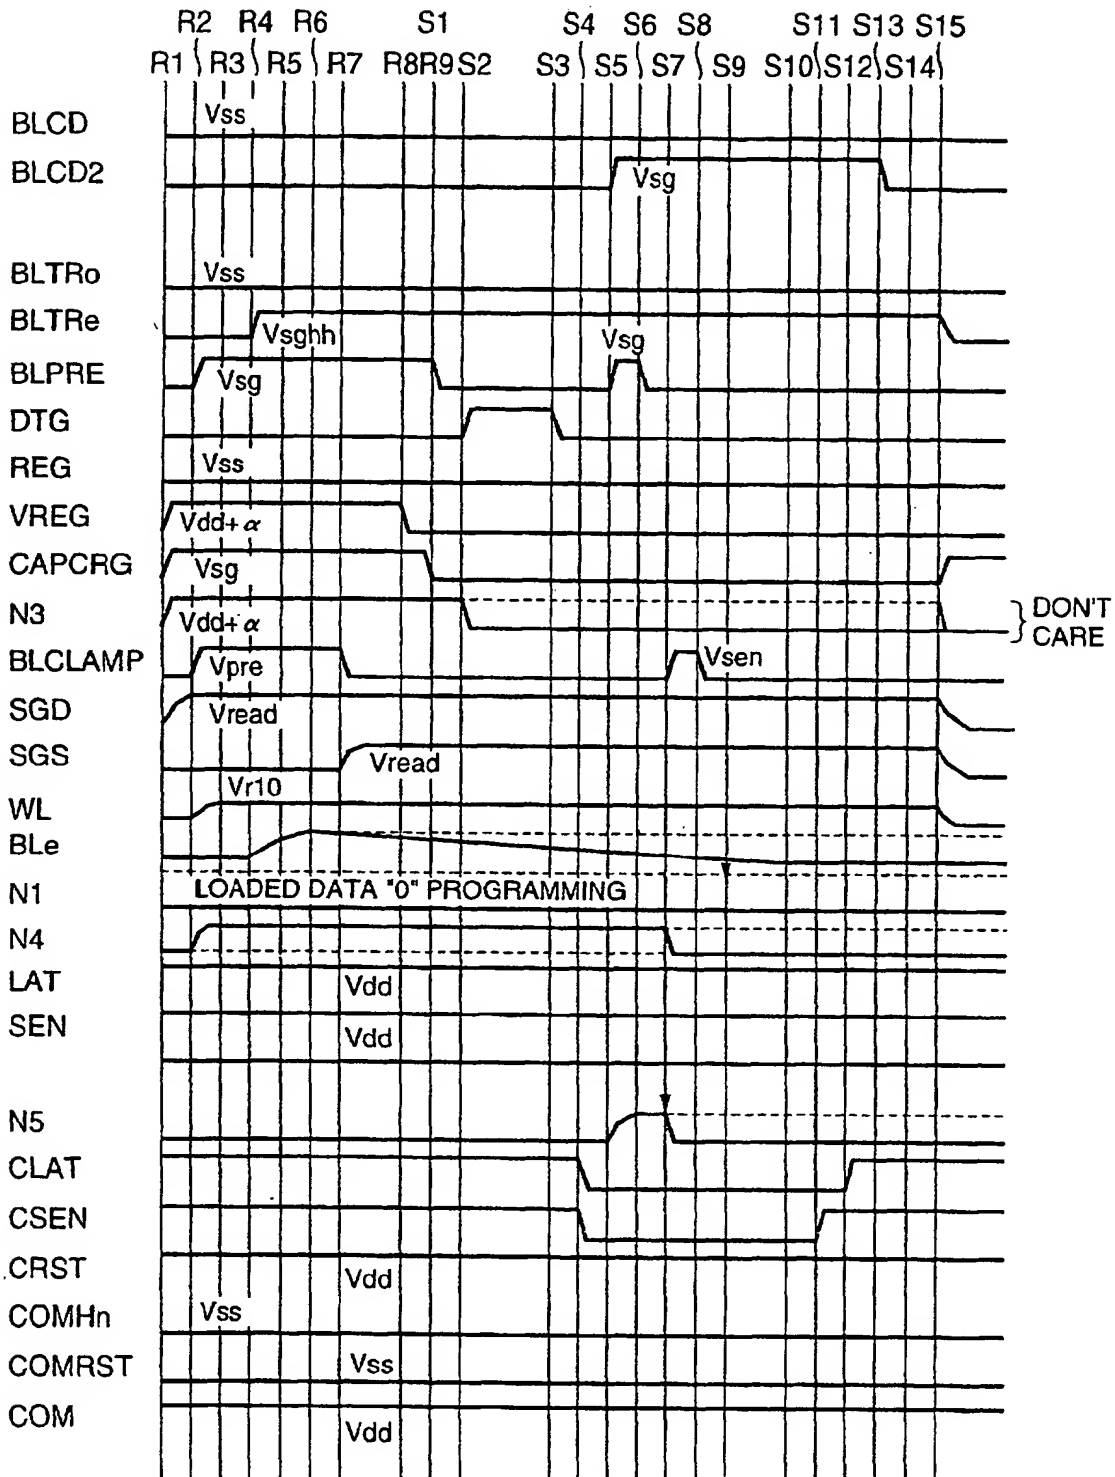 R2 R4 R6 S1 S4 S6 S8 S11 S13 S15
R1 R3 R5 R7 R8 R9 S2 S3 S5 S7 S9 S10 S12 S14
BLCD Vss
BLCD2 Vsg
BLTRo Vss
BLTRe Vsghh
BLPRE Vsg Vsg
DTG
REG Vss
VREG Vdd+α
CAPCRG Vsg
N3 Vdd+α
DON'T
CARE
BLCLAMP Vpre Vsen
SGD Vread
SGS Vread
WL Vr10
BLe
N1 LOADED DATA "0" PROGRAMMING
N4
LAT Vdd
SEN Vdd
N5
CLAT
CSEN
CRST Vdd
COMHn Vss
COMRST Vss
COM Vdd